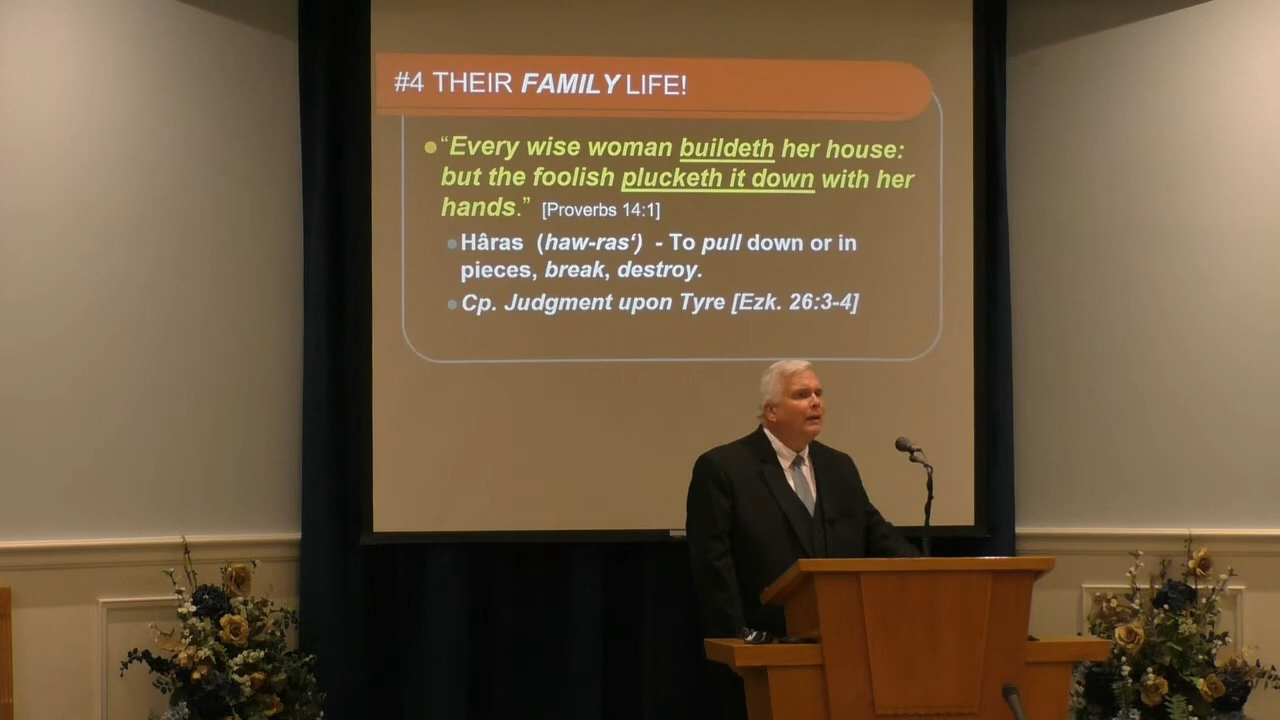 #4 THEIR FAMILY LIFE!
“Every wise woman buildeth her house:
but the foolish plucketh it down with her
hands.” [Proverbs 14:1]
Hâras (haw-ras‘) - To pull down or in
pieces, break, destroy.
Cp. Judgment upon Tyre [Ezk. 26:3-4]